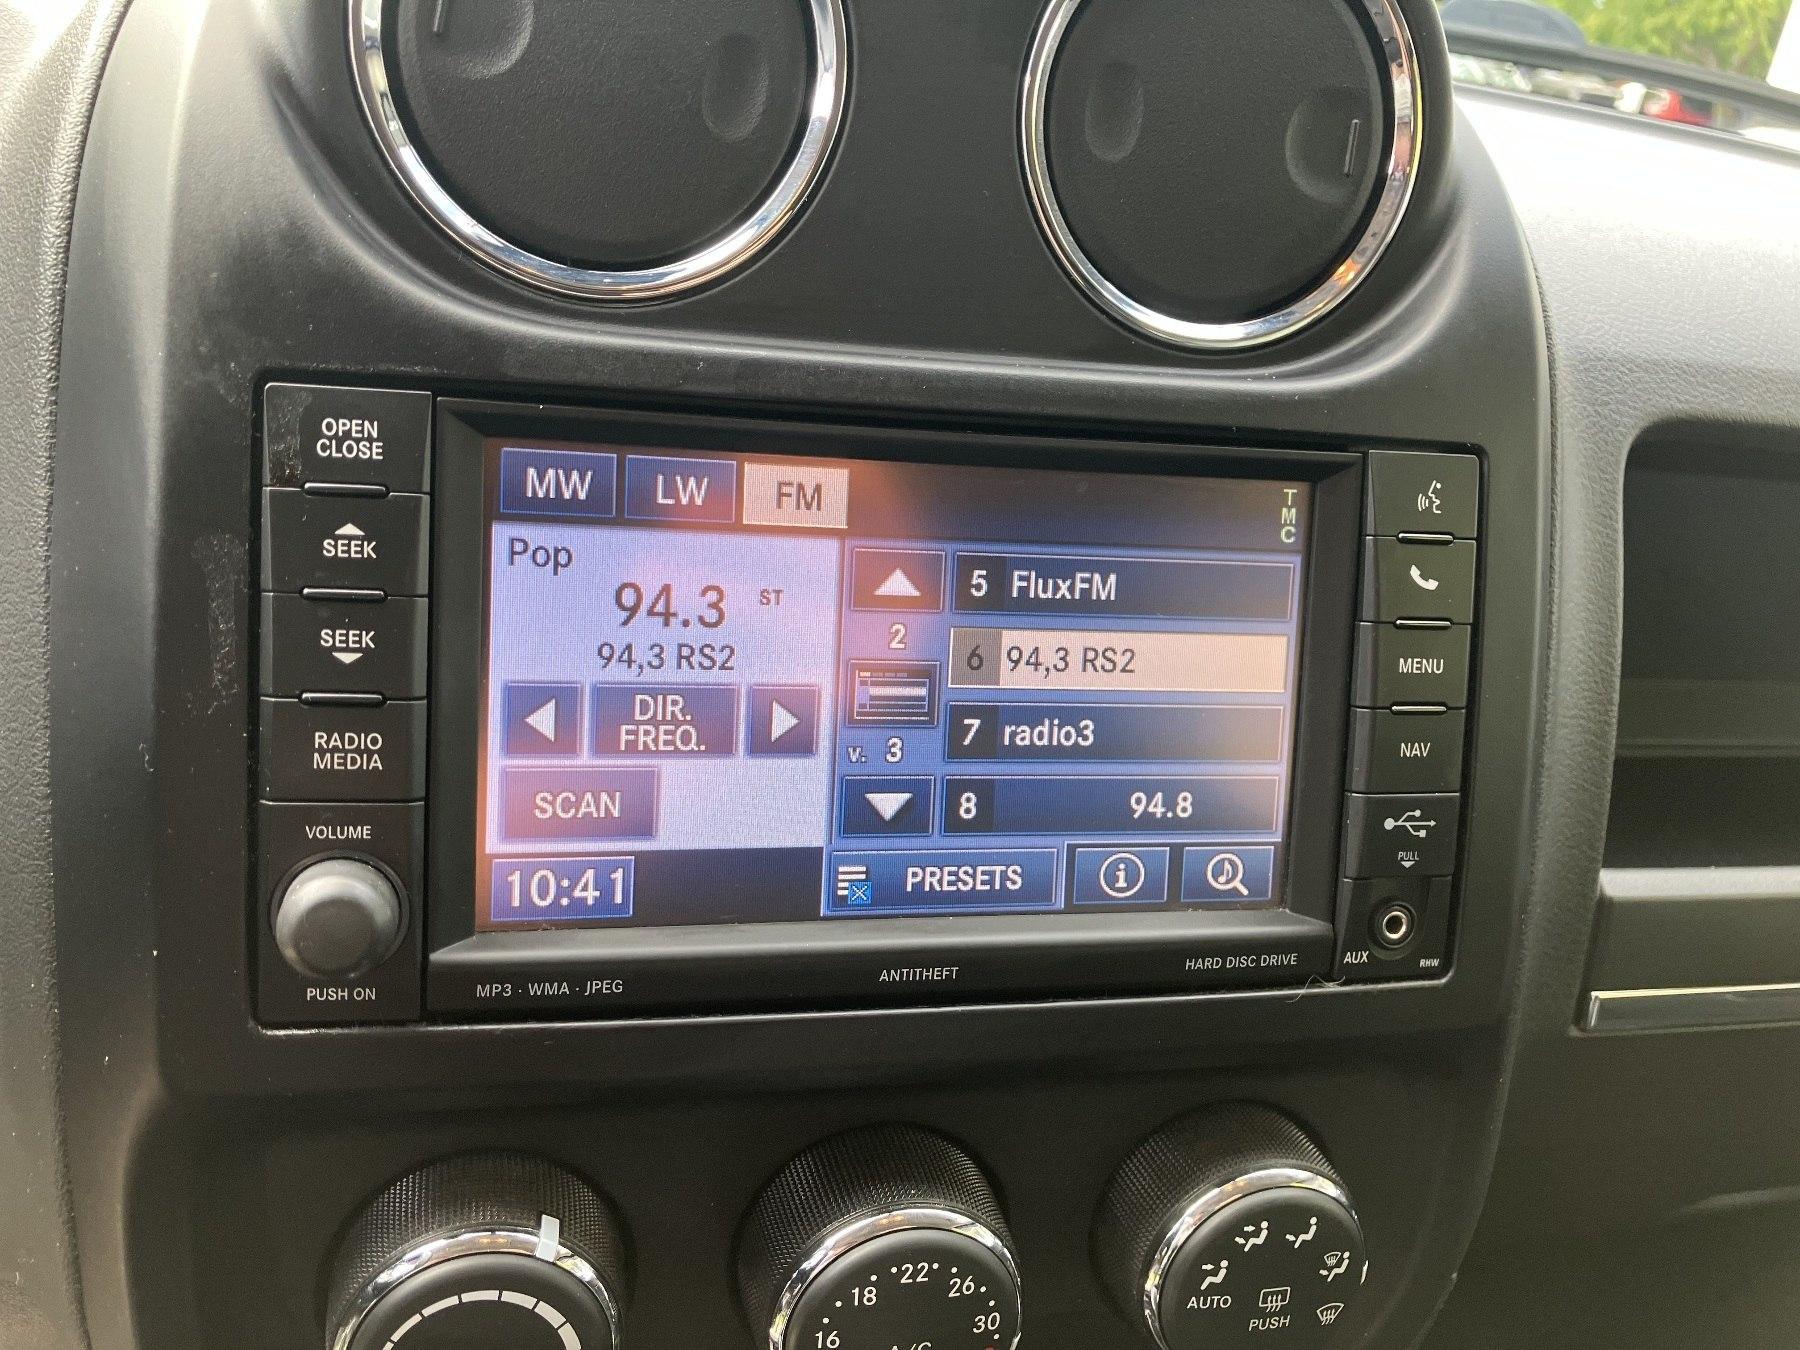 OPEN
CLOSE
SEEK
SEEK
RADIO
MEDIA
VOLUME
PUSH ON
MW LW FM
TMC
Pop
94.3 ST
94,3 RS2
DIR.
FREQ.
SCAN
10:41
2
v. 3
5 FluxFM
6 94,3 RS2
7 radio3
8 94.8
PRESETS
i
MENU
NAV
PULL
AUX
RHW
MP3 · WMA · JPEG
ANTITHEFT
HARD DISC DRIVE
16 18 22 26 30
A/C
AUTO
PUSH